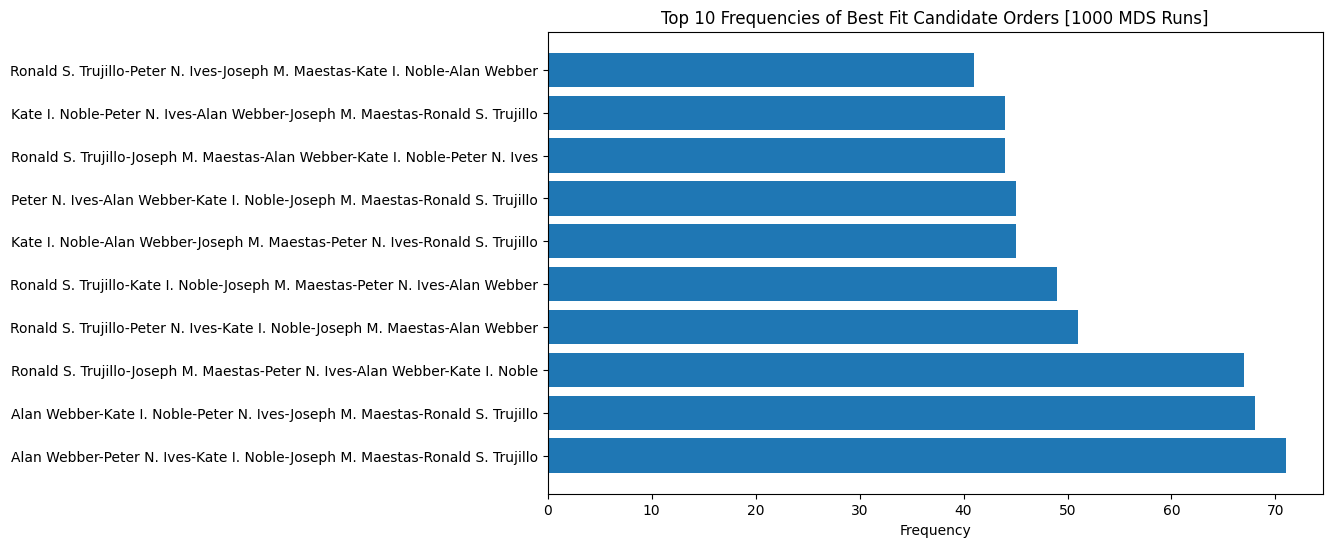 Top 10 Frequencies of Best Fit Candidate Orders [1000 MDS Runs]
Ronald S. Trujillo-Peter N. Ives-Joseph M. Maestas-Kate I. Noble-Alan Webber
Kate I. Noble-Peter N. Ives-Alan Webber-Joseph M. Maestas-Ronald S. Trujillo
Ronald S. Trujillo-Joseph M. Maestas-Alan Webber-Kate I. Noble-Peter N. Ives
Peter N. Ives-Alan Webber-Kate I. Noble-Joseph M. Maestas-Ronald S. Trujillo
Kate I. Noble-Alan Webber-Joseph M. Maestas-Peter N. Ives-Ronald S. Trujillo
Ronald S. Trujillo-Kate I. Noble-Joseph M. Maestas-Peter N. Ives-Alan Webber
Ronald S. Trujillo-Peter N. Ives-Kate I. Noble-Joseph M. Maestas-Alan Webber
Ronald S. Trujillo-Joseph M. Maestas-Peter N. Ives-Alan Webber-Kate I. Noble
Alan Webber-Kate I. Noble-Peter N. Ives-Joseph M. Maestas-Ronald S. Trujillo
Alan Webber-Peter N. Ives-Kate I. Noble-Joseph M. Maestas-Ronald S. Trujillo
0 10 20 30 40 50 60 70
Frequency